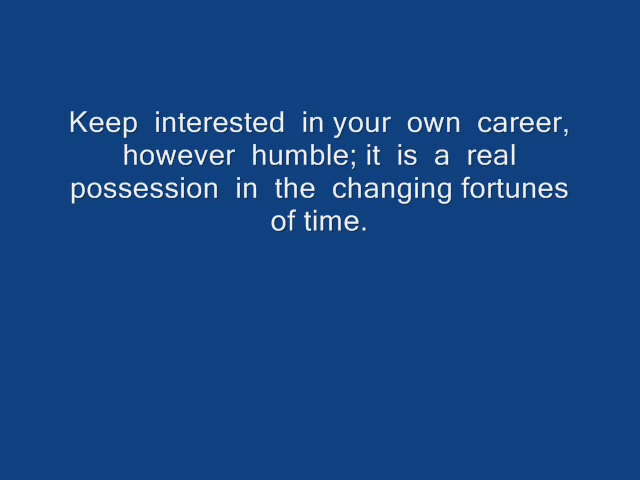 Keep interested in your own career,
however humble; it is a real
possession in the changing fortunes
of time.